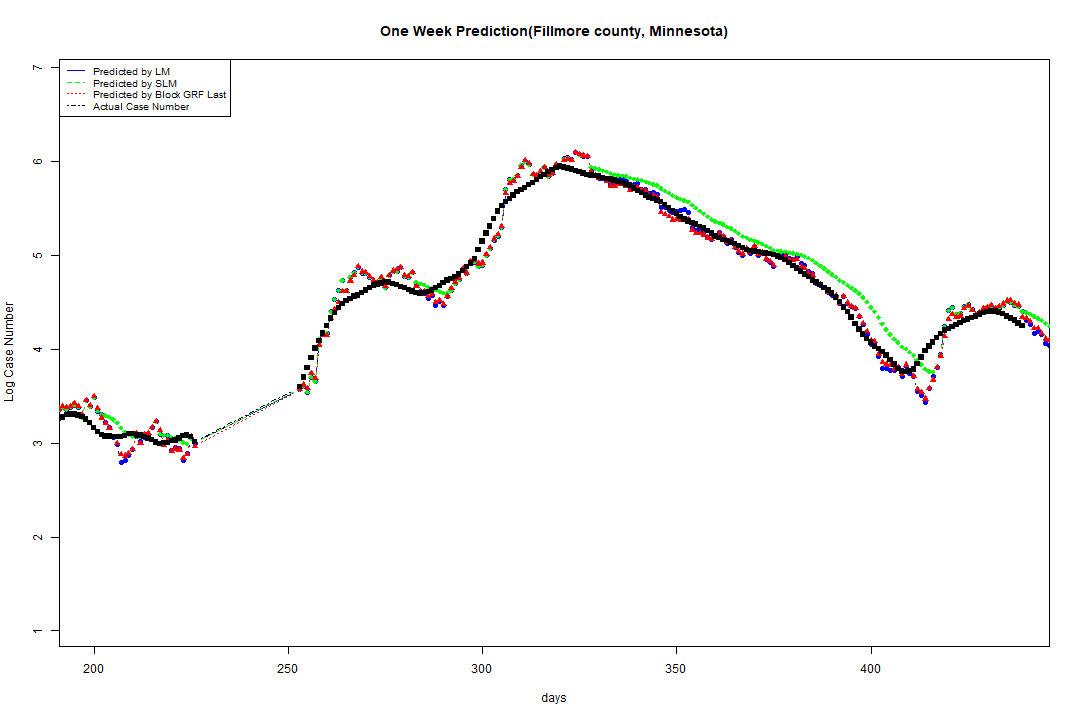 One Week Prediction(Fillmore county, Minnesota)
Predicted by LM
Predicted by SLM
Predicted by Block GRF Last
Actual Case Number
7
6
5
4
3
2
1
Log Case Number
200 250 300 350 400
days